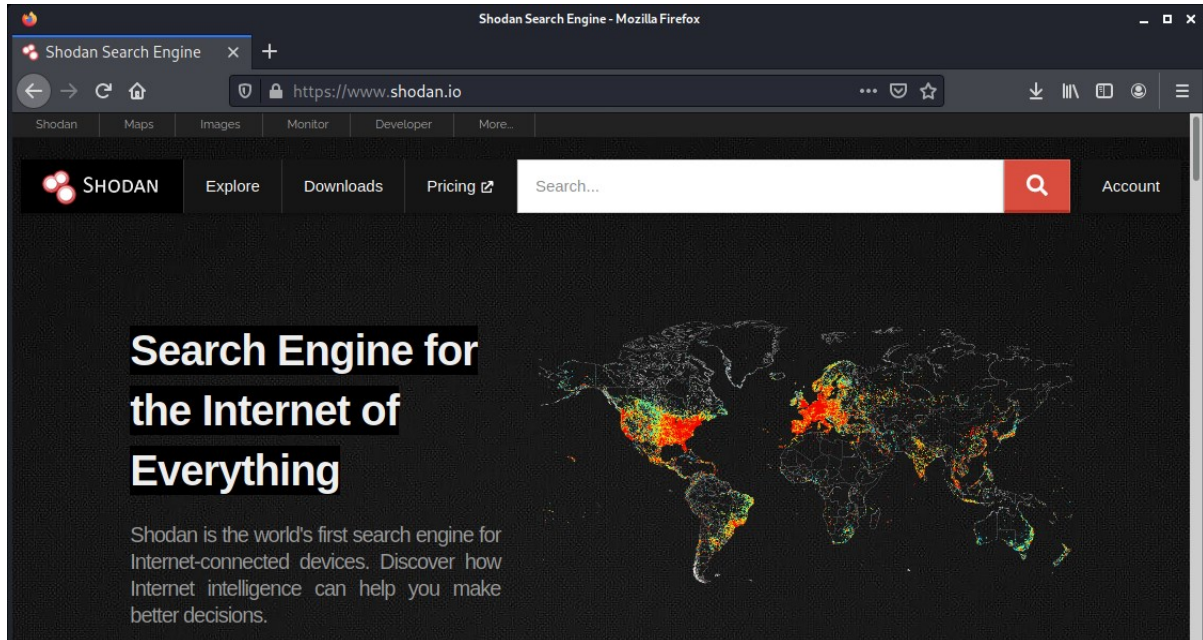 Shodan Search Engine - Mozilla Firefox
Shodan Search Engine
https://www.shodan.io
Shodan Maps Images Monitor Developer More...
SHODAN Explore Downloads Pricing Search... Account
Search Engine for
the Internet of
Everything
Shodan is the world's first search engine for
Internet-connected devices. Discover how
Internet intelligence can help you make
better decisions.